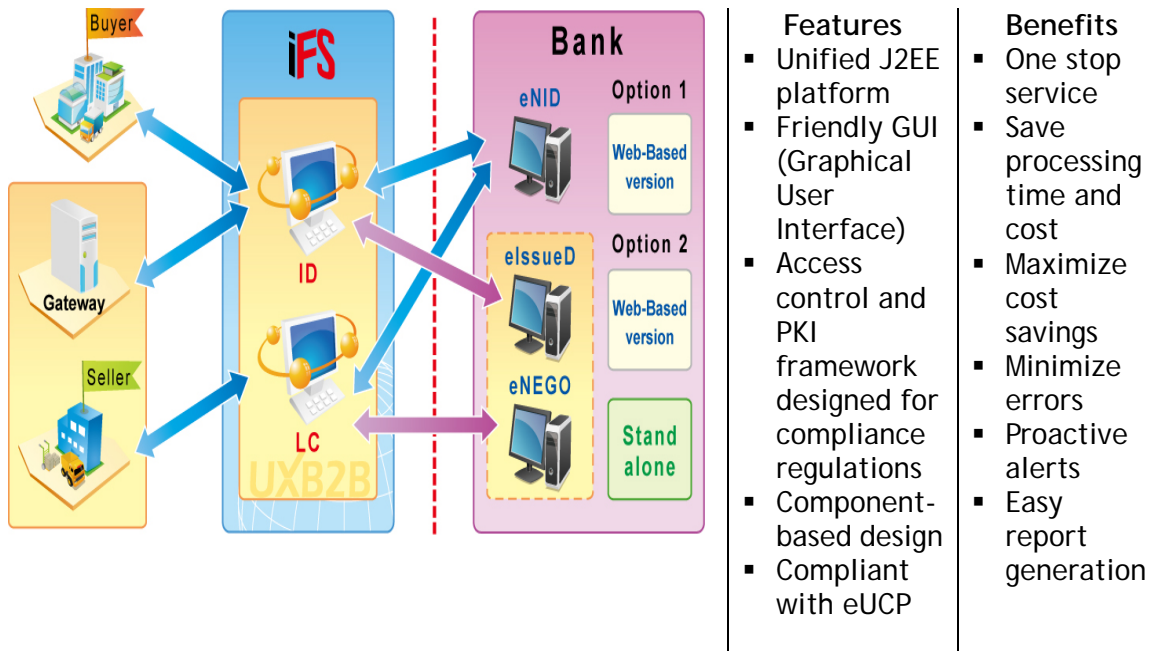 Buyer
Gateway
Seller
iFS
ID
LC
UXB2B
Bank
eNID
Option 1
Web-Based
version
eIssueD
Option 2
Web-Based
version
eNEGO
Stand
alone
Features
▪ Unified J2EE
platform
▪ Friendly GUI
(Graphical
User
Interface)
▪ Access
control and
PKI
framework
designed for
compliance
regulations
▪ Component-
based design
▪ Compliant
with eUCP
Benefits
▪ One stop
service
▪ Save
processing
time and
cost
▪ Maximize
cost
savings
▪ Minimize
errors
▪ Proactive
alerts
▪ Easy
report
generation